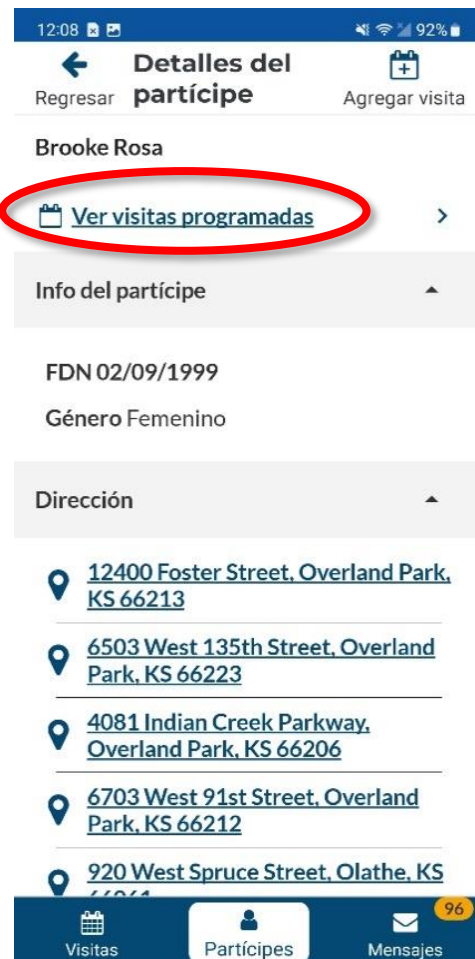 12:08 92%
Detalles del
partícipe
Regresar
Agregar visita
Brooke Rosa
Ver visitas programadas
Info del partícipe
FDN 02/09/1999
Género Femenino
Dirección
12400 Foster Street, Overland Park,
KS 66213
6503 West 135th Street, Overland
Park, KS 66223
4081 Indian Creek Parkway,
Overland Park, KS 66206
6703 West 91st Street, Overland
Park, KS 66212
920 West Spruce Street, Olathe, KS
96
Visitas Partícipes Mensajes